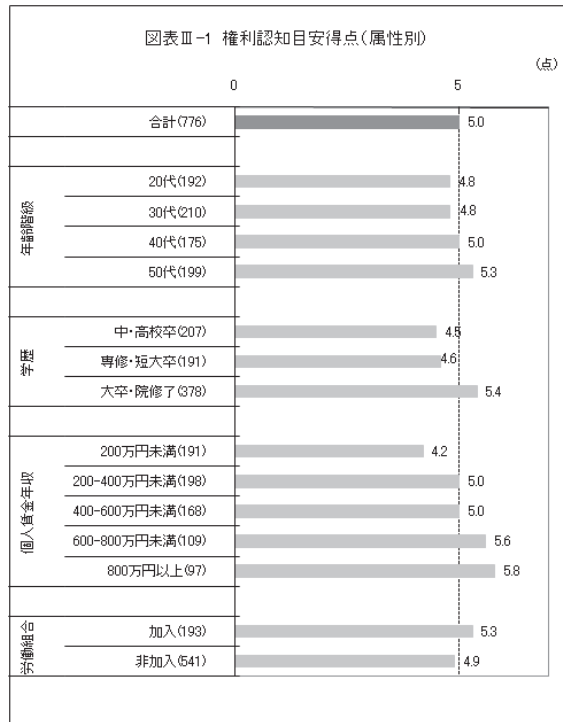 図表Ⅲ-1 権利認知目安得点(属性別)
(点)
0 5
合計(776) 5.0
年齢階級
20代(192) 4.8
30代(210) 4.8
40代(175) 5.0
50代(199) 5.3
学歴
中・高校卒(207) 4.5
専修・短大卒(191) 4.6
大卒・院修了(378) 5.4
個人賃金年収
200万円未満(191) 4.2
200-400万円未満(198) 5.0
400-600万円未満(168) 5.0
600-800万円未満(109) 5.6
800万円以上(97) 5.8
労働組合
加入(193) 5.3
非加入(541) 4.9